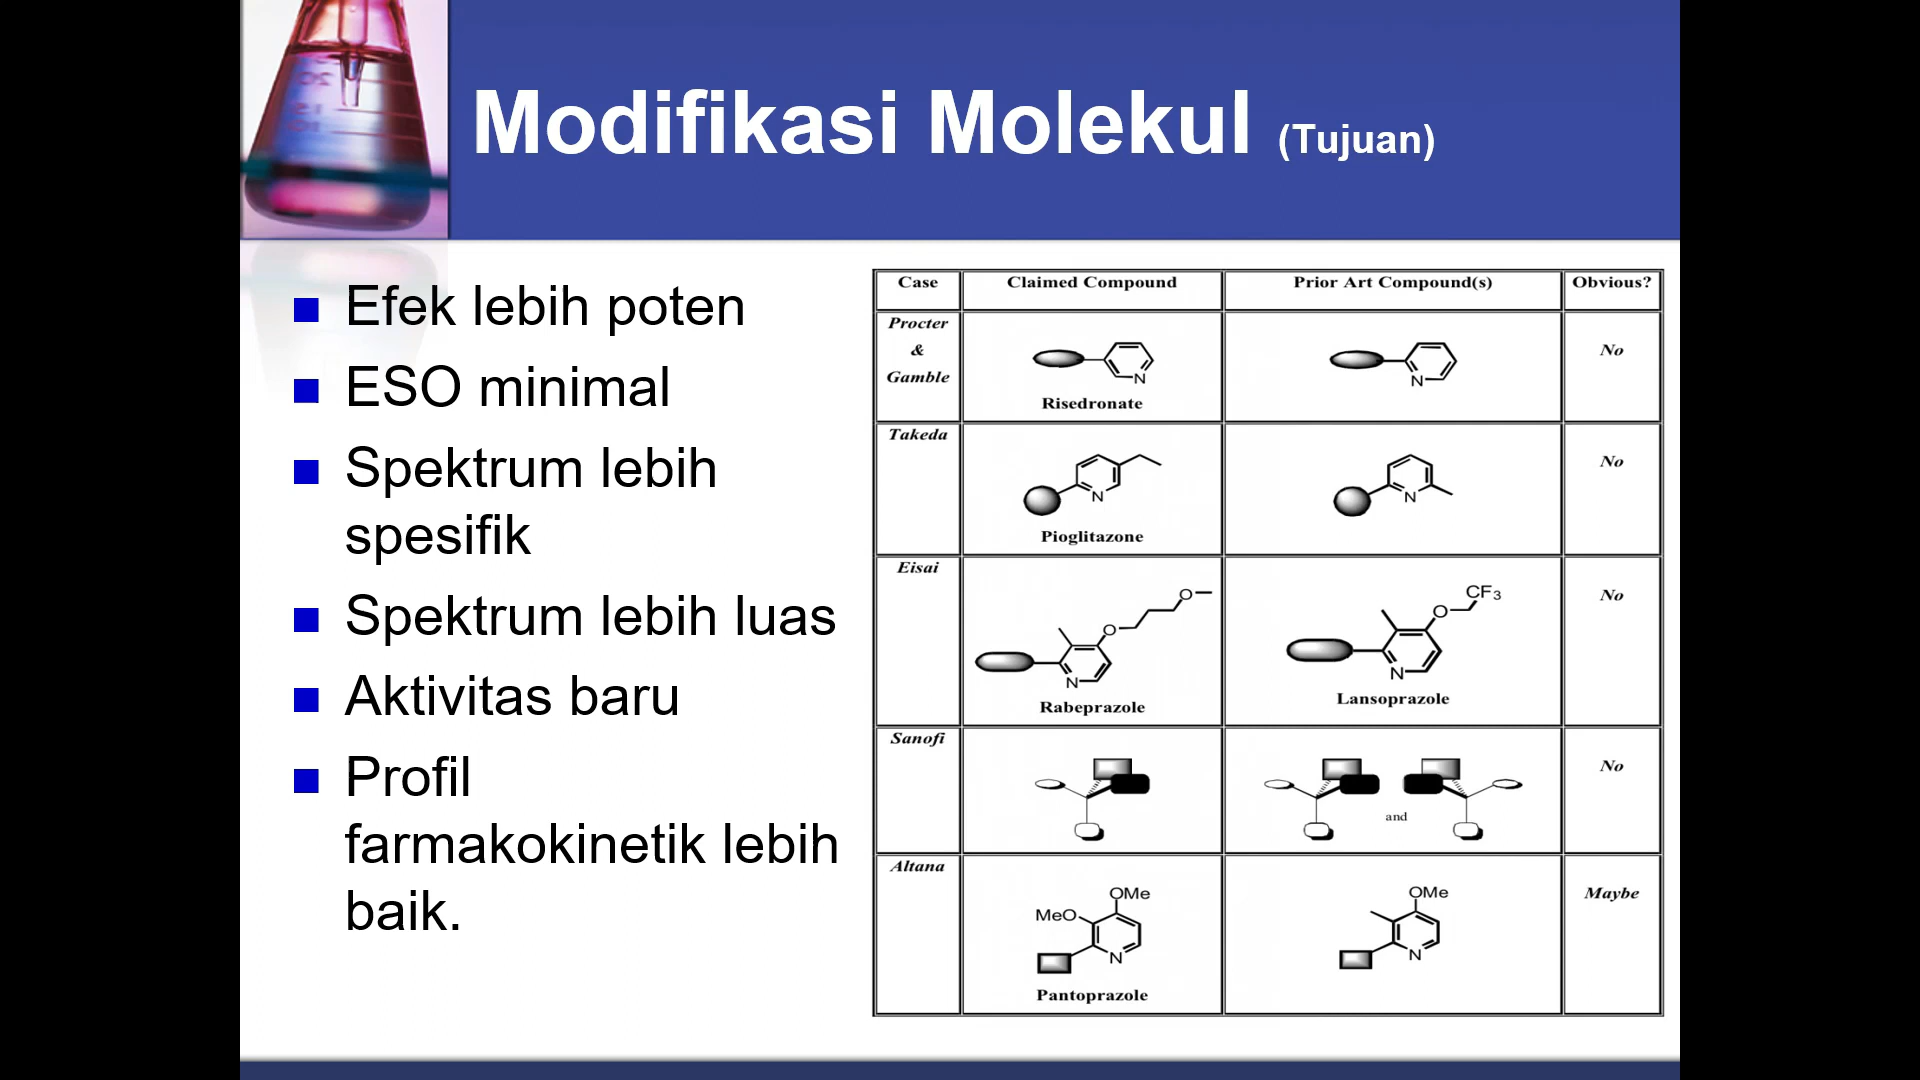 Modifikasi Molekul (Tujuan)
Efek lebih poten
ESO minimal
Spektrum lebih
spesifik
Spektrum lebih luas
Aktivitas baru
Profil
farmakokinetik lebih
baik.
Case Claimed Compound Prior Art Compound(s) Obvious?
Procter
&
Gamble
N
Risedronate
N
No
Takeda
N
Pioglitazone
N
No
Eisai
O
O
N
Rabeprazole
CF3
O
N
Lansoprazole
No
Sanofi
and
No
Altana
OMe
MeO
N
Pantoprazole
OMe
N
Maybe